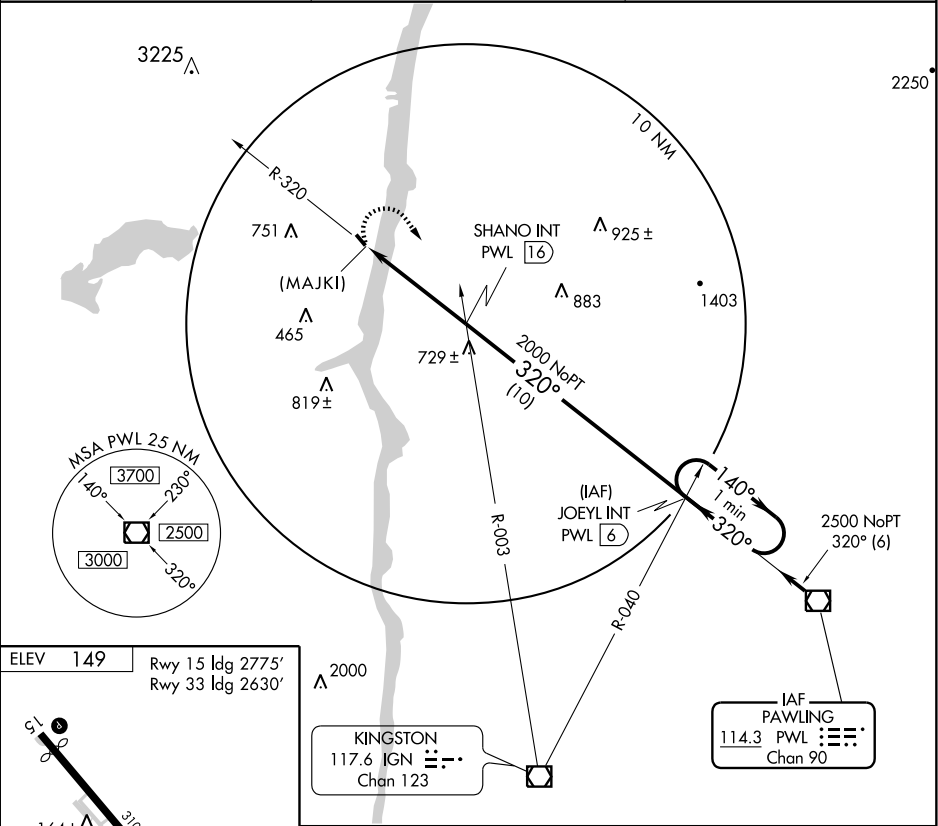 3225
2250
10 NM
R-320
751
925 ±
SHANO INT
PWL 16
(MAJKI)
883
1403
465
729 ±
2000 NoPT
320°
(10)
819 ±
MSA PWL 25 NM
3700
140°
230°
2500
3000
320°
(IAF)
JOEYL INT
PWL 6
140°
1 min
320°
2500 NoPT
320° (6)
R-003
R-040
ELEV 149
Rwy 15 ldg 2775'
Rwy 33 ldg 2630'
2000
15
P
310
KINGSTON
117.6 IGN
Chan 123
IAF
PAWLING
114.3 PWL
Chan 90